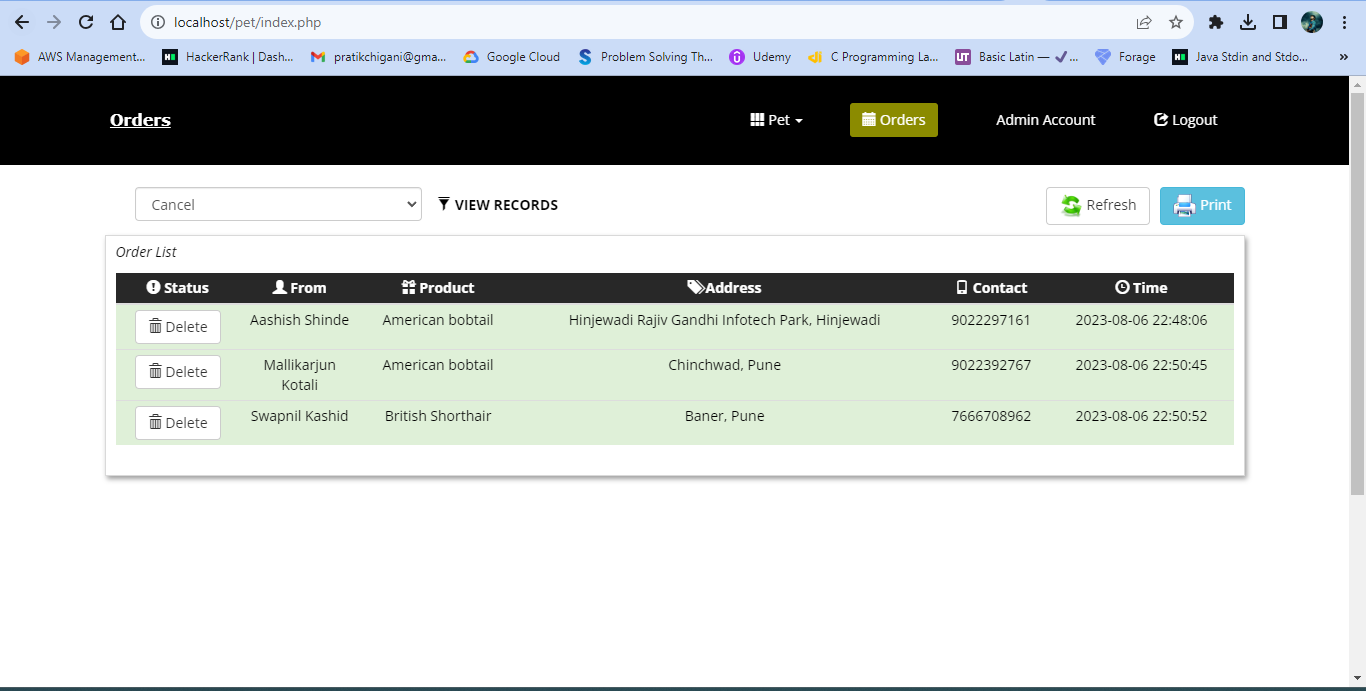 localhost/pet/index.php
AWS Management... HackerRank | Dash... pratikchigani@gma... Google Cloud Problem Solving Th... Udemy C Programming La... UT Basic Latin — ✓... Forage Java Stdin and Stdo... »
Orders Pet Orders Admin Account Logout
Cancel VIEW RECORDS Refresh Print
Order List
Status From Product Address Contact Time
Delete Aashish Shinde American bobtail Hinjewadi Rajiv Gandhi Infotech Park, Hinjewadi 9022297161 2023-08-06 22:48:06
Delete Mallikarjun American bobtail Chinchwad, Pune 9022392767 2023-08-06 22:50:45
Kotali
Delete Swapnil Kashid British Shorthair Baner, Pune 7666708962 2023-08-06 22:50:52